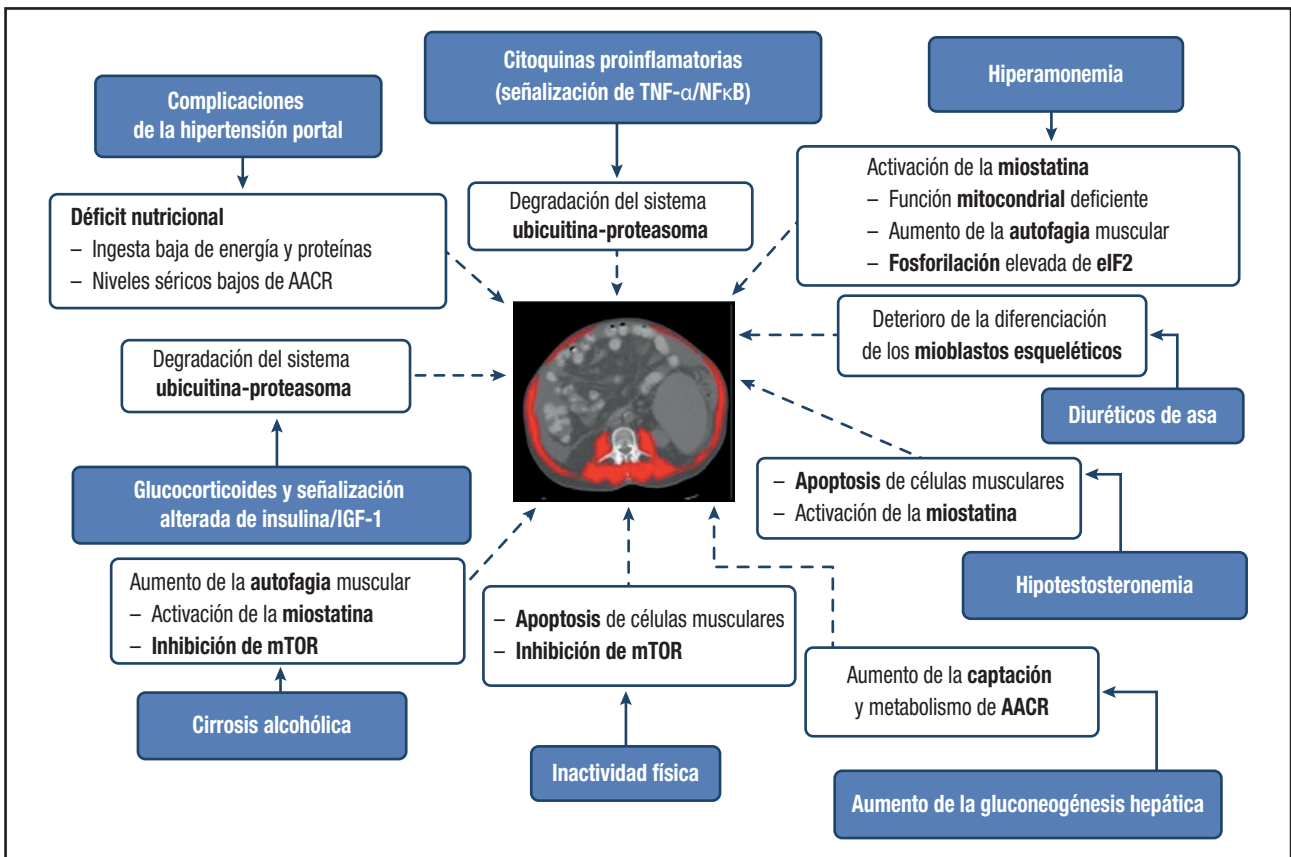 Citoquinas proinflamatorias
(señalización de TNF-α/NFκB)
Hiperamonemia
Complicaciones
de la hipertensión portal
Activación de la miostatina
– Función mitocondrial deficiente
– Aumento de la autofagia muscular
– Fosforilación elevada de eIF2
Degradación del sistema
ubicuitina-proteasoma
Déficit nutricional
– Ingesta baja de energía y proteínas
– Niveles séricos bajos de AACR
Deterioro de la diferenciación
de los mioblastos esqueléticos
Degradación del sistema
ubicuitina-proteasoma
Diuréticos de asa
Glucocorticoides y señalización
alterada de insulina/IGF-1
– Apoptosis de células musculares
– Activación de la miostatina
Hipotestosteronemia
Aumento de la autofagia muscular
– Activación de la miostatina
– Inhibición de mTOR
– Apoptosis de células musculares
– Inhibición de mTOR
Aumento de la captación
y metabolismo de AACR
Cirrosis alcohólica
Inactividad física
Aumento de la gluconeogénesis hepática